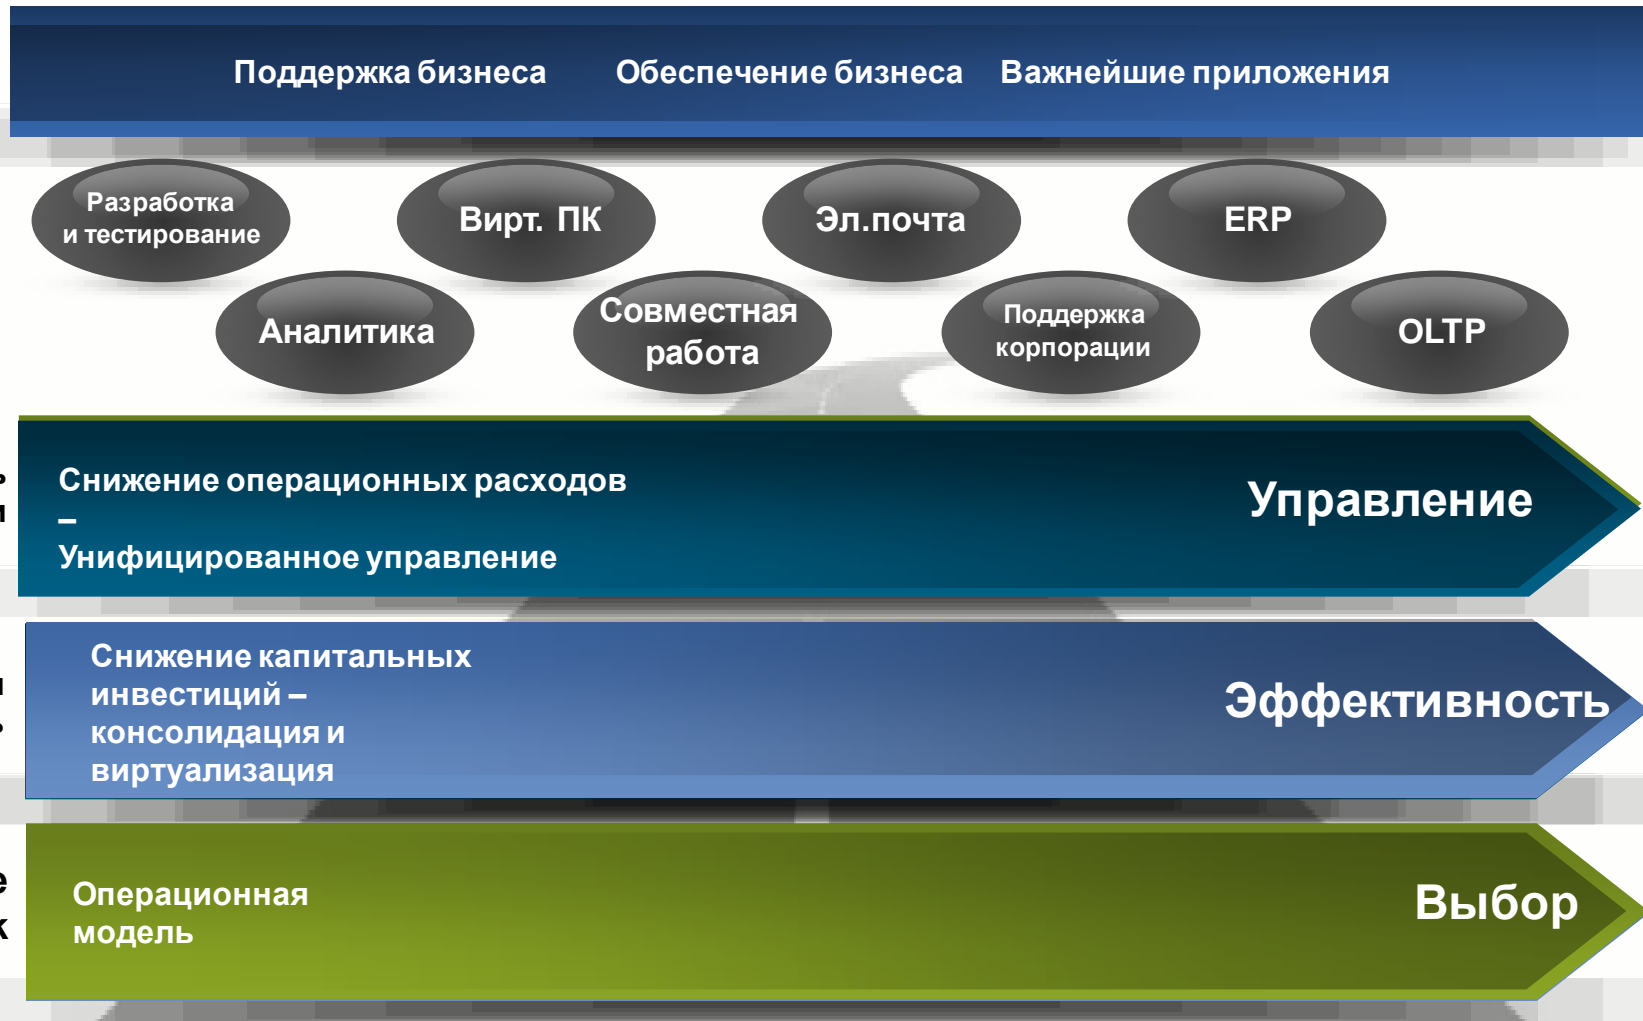 Поддержка бизнеса Обеспечение бизнеса Важнейшие приложения
Разработка
и тестирование
Вирт. ПК
Эл.почта
ERP
Аналитика
Совместная
работа
Поддержка
корпорации
OLTP
Снижение операционных расходов
–
Унифицированное управление
Управление
Снижение капитальных
инвестиций –
консолидация и
виртуализация
Эффективность
Операционная
модель
Выбор